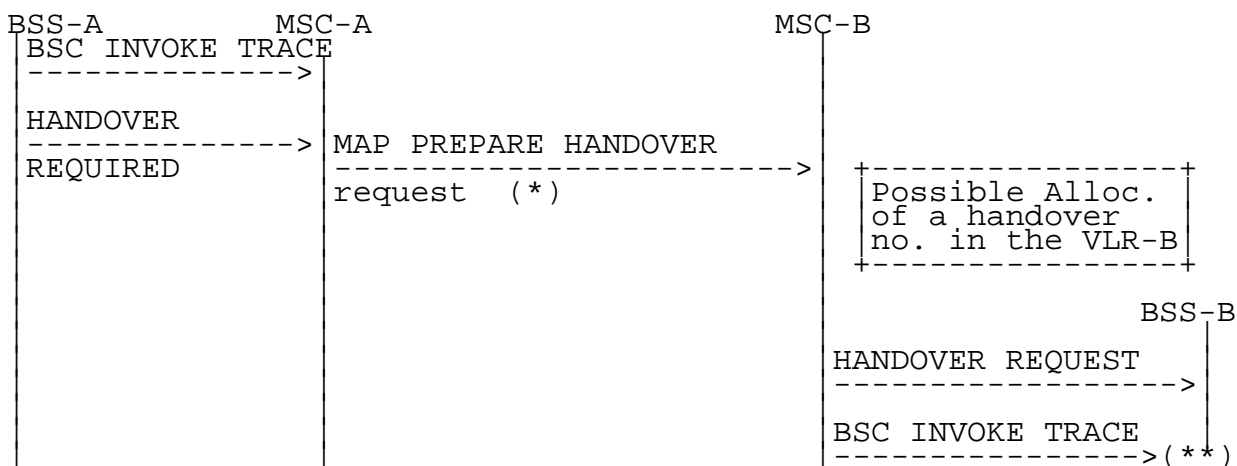 BSS-A MSC-A MSC-B
BSC INVOKE TRACE
HANDOVER
REQUIRED
MAP PREPARE HANDOVER
request (*)
Possible Alloc.
of a handover
no. in the VLR-B
BSS-B
HANDOVER REQUEST
BSC INVOKE TRACE
(**)